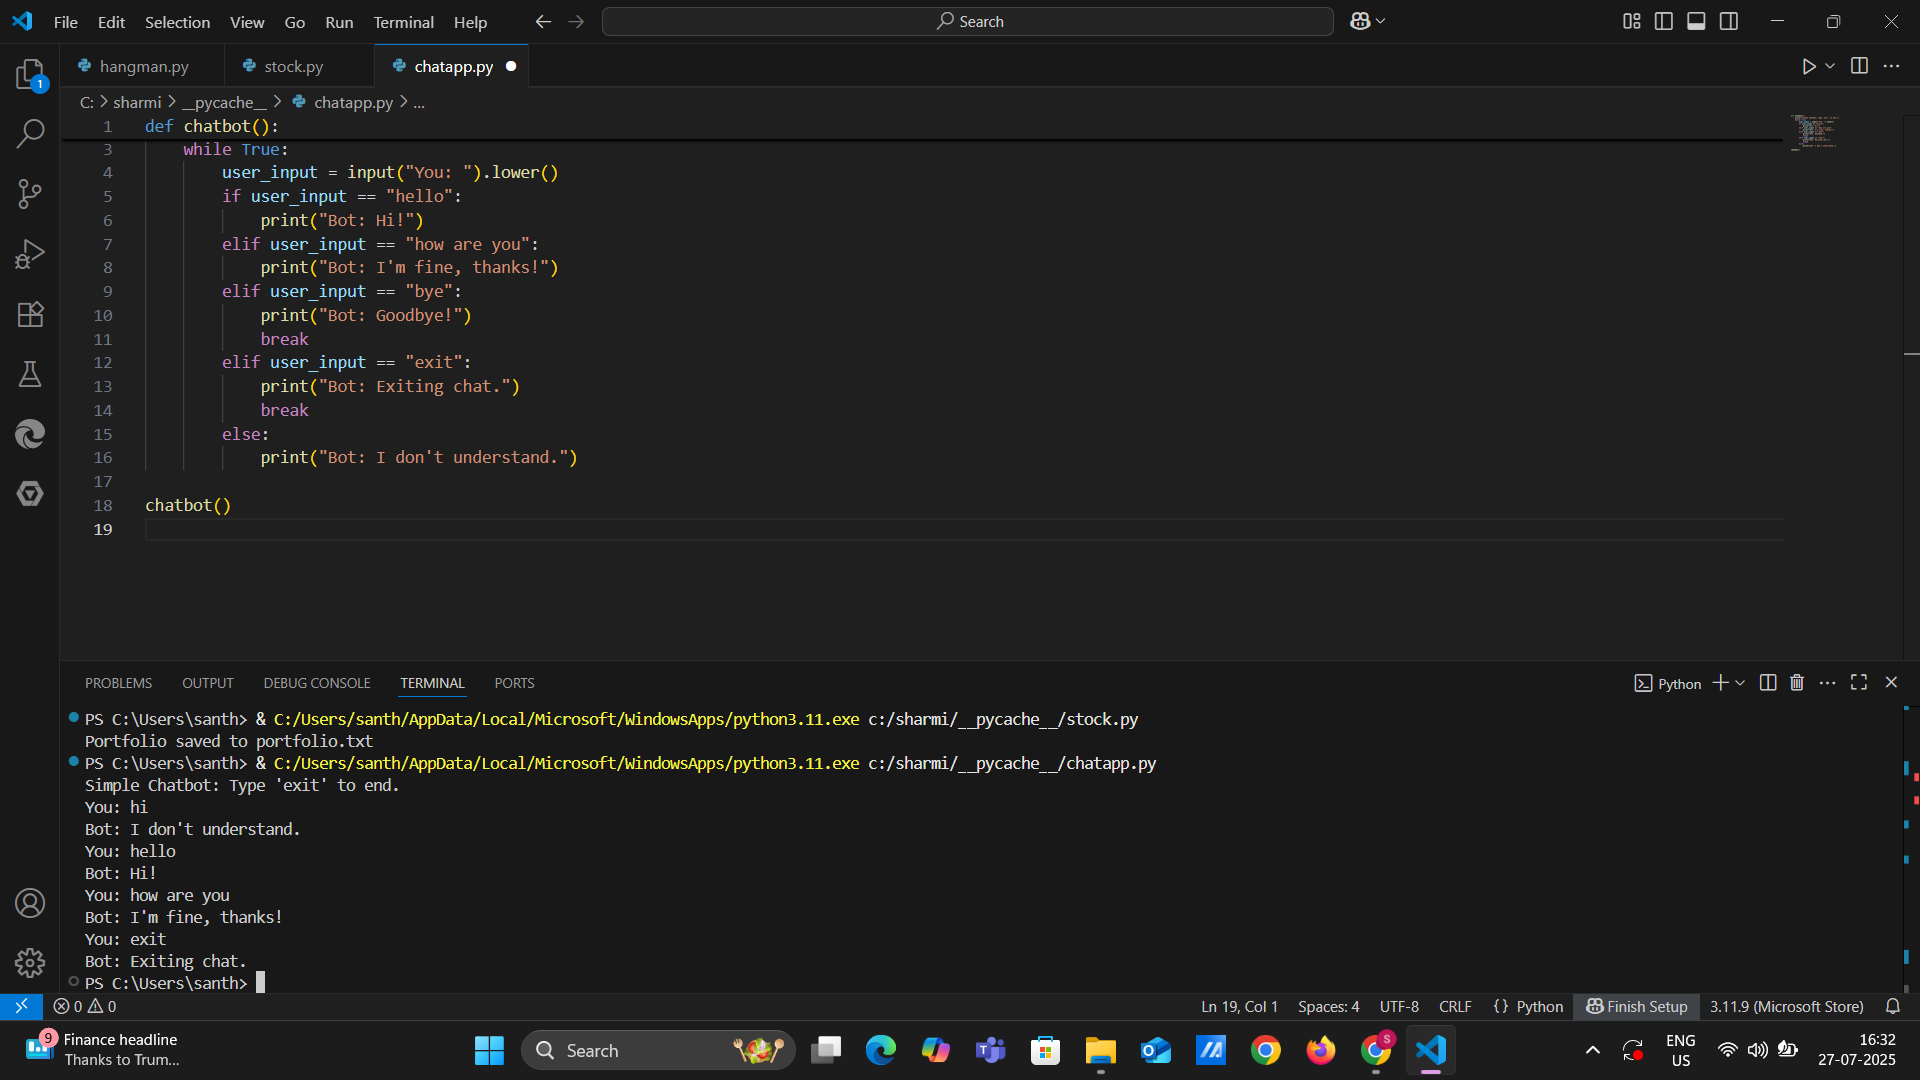 File Edit Selection View Go Run Terminal Help Search
1
hangman.py stock.py chatapp.py
C: > sharmi > __pycache__ > chatapp.py > ...
1 def chatbot():
3 while True:
4 user_input = input("You: ").lower()
5 if user_input == "hello":
6 print("Bot: Hi!")
7 elif user_input == "how are you":
8 print("Bot: I'm fine, thanks!")
9 elif user_input == "bye":
10 print("Bot: Goodbye!")
11 break
12 elif user_input == "exit":
13 print("Bot: Exiting chat.")
14 break
15 else:
16 print("Bot: I don't understand.")
17
18 chatbot()
19
PROBLEMS OUTPUT DEBUG CONSOLE TERMINAL PORTS Python
PS C:\Users\santh> & C:/Users/santh/AppData/Local/Microsoft/WindowsApps/python3.11.exe c:/sharmi/__pycache__/stock.py
Portfolio saved to portfolio.txt
PS C:\Users\santh> & C:/Users/santh/AppData/Local/Microsoft/WindowsApps/python3.11.exe c:/sharmi/__pycache__/chatapp.py
Simple Chatbot: Type 'exit' to end.
You: hi
Bot: I don't understand.
You: hello
Bot: Hi!
You: how are you
Bot: I'm fine, thanks!
You: exit
Bot: Exiting chat.
PS C:\Users\santh>
0 0 Ln 19, Col 1 Spaces: 4 UTF-8 CRLF {} Python Finish Setup 3.11.9 (Microsoft Store)
9 Finance headline
Thanks to Trum...
Search
S
ENG
US
16:32
27-07-2025